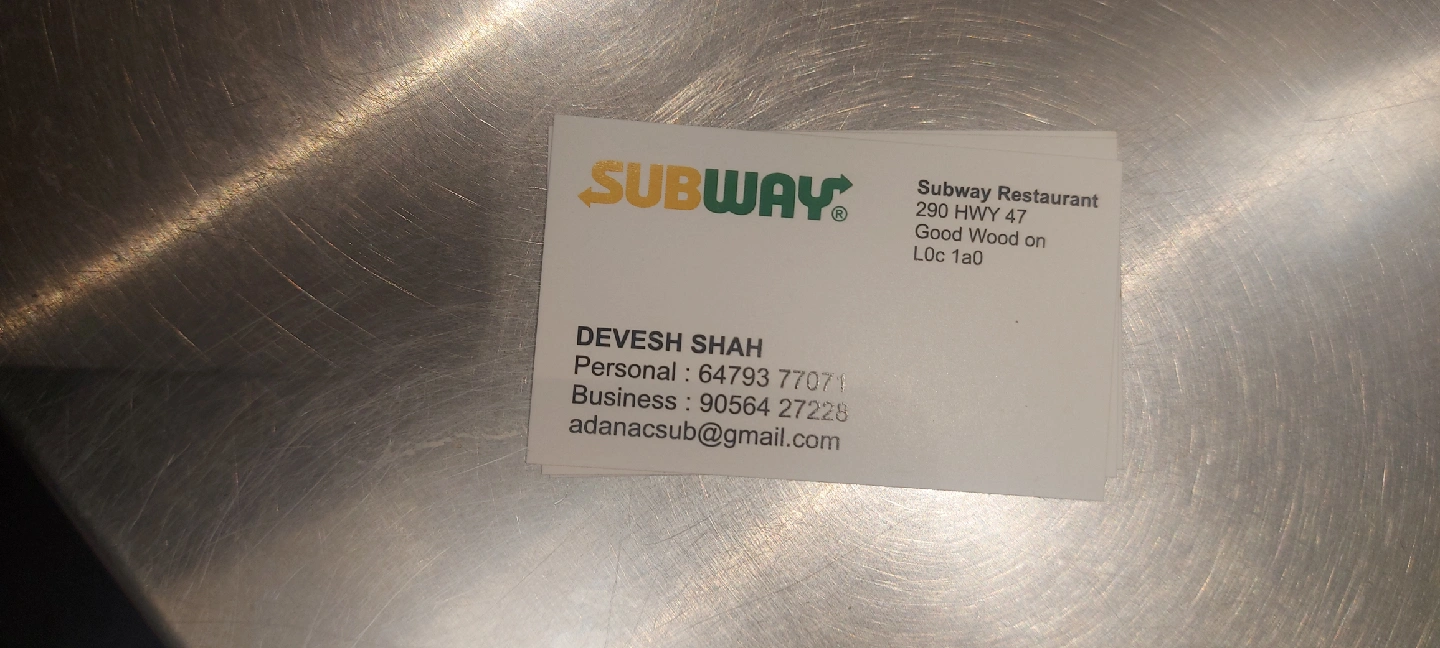 SUBWAY®
Subway Restaurant
290 HWY 47
Good Wood on
L0c 1a0
DEVESH SHAH
Personal : 64793 77071
Business : 90564 27228
adanacsub@gmail.com